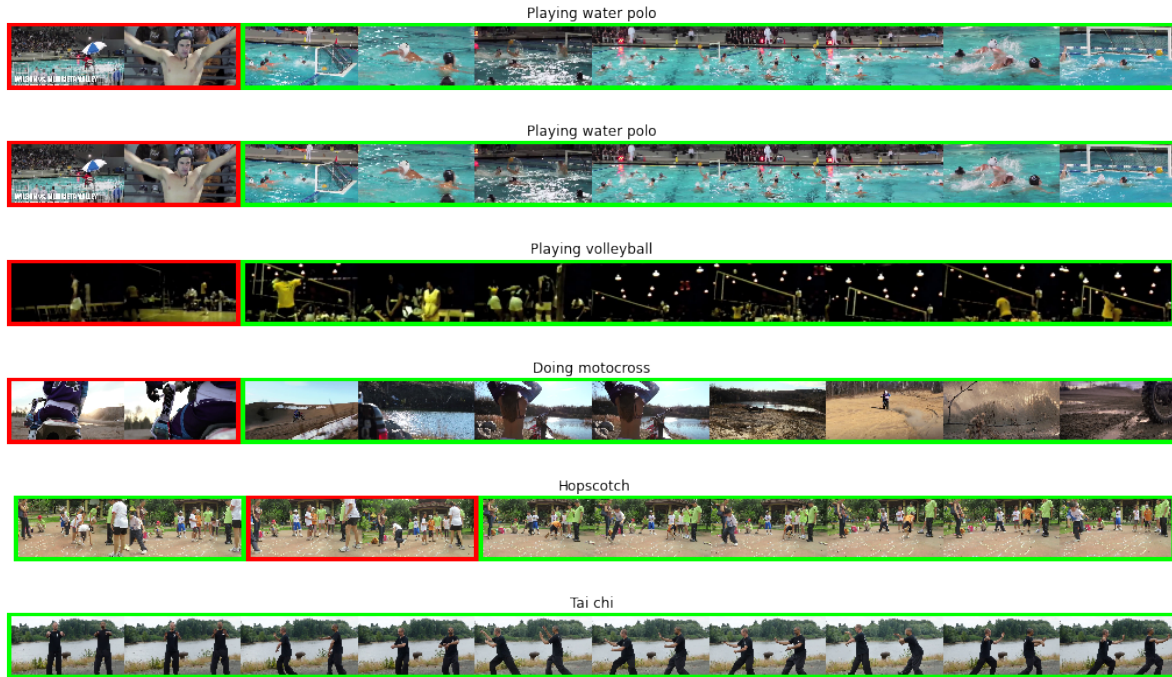 Playing water polo
Playing water polo
Playing volleyball
Doing motocross
Hopscotch
Tai chi